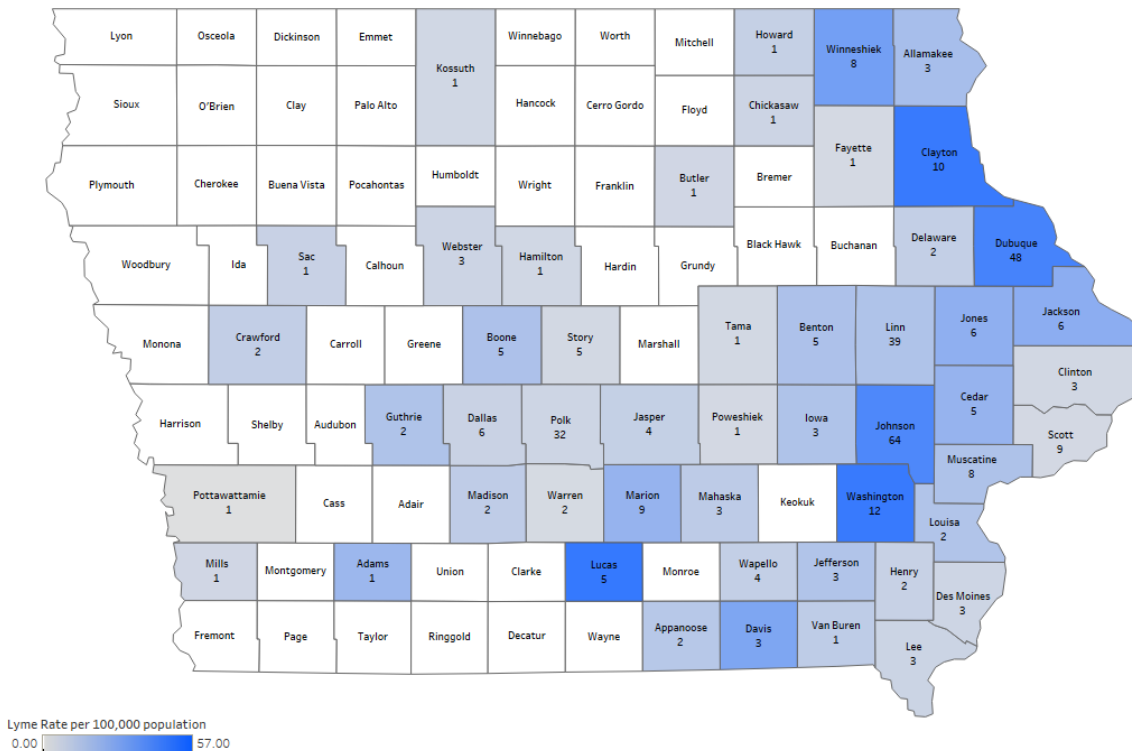 Lyon
Osceola
Dickinson
Emmet
Winnebago
Worth
Mitchell
Howard
1
Winneshiek
8
Allamakee
3
Kossuth
1
Sioux
O'Brien
Clay
Palo Alto
Hancock
Cerro Gordo
Floyd
Chickasaw
1
Fayette
1
Clayton
10
Plymouth
Cherokee
Buena Vista
Pocahontas
Humboldt
Wright
Franklin
Butler
1
Bremer
Woodbury
Ida
Sac
1
Calhoun
Webster
3
Hamilton
1
Hardin
Grundy
Black Hawk
Buchanan
Delaware
2
Dubuque
48
Monona
Crawford
2
Carroll
Greene
Boone
5
Story
5
Marshall
Tama
1
Benton
5
Linn
39
Jones
6
Jackson
6
Clinton
3
Harrison
Shelby
Audubon
Guthrie
2
Dallas
6
Polk
32
Jasper
4
Poweshiek
1
Iowa
3
Johnson
64
Cedar
5
Scott
9
Muscatine
8
Pottawattamie
1
Cass
Adair
Madison
2
Warren
2
Marion
9
Mahaska
3
Keokuk
Washington
12
Louisa
2
Mills
1
Montgomery
Adams
1
Union
Clarke
Lucas
5
Monroe
Wapello
4
Jefferson
3
Henry
2
Des Moines
3
Fremont
Page
Taylor
Ringgold
Decatur
Wayne
Appanoose
2
Davis
3
Van Buren
1
Lee
3
Lyme Rate per 100,000 population
0.00 57.00